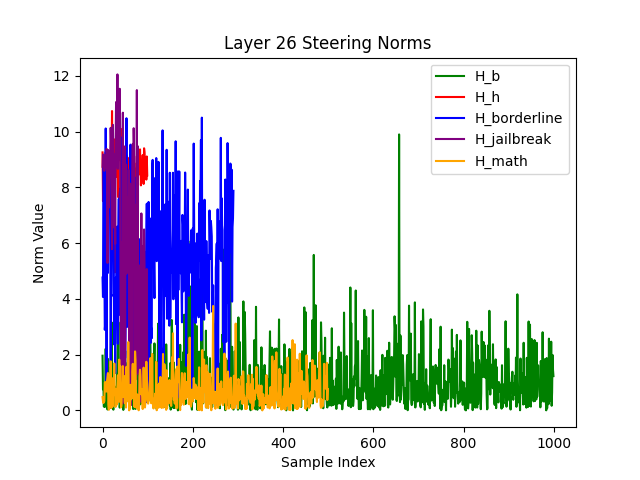 Layer 26 Steering Norms
12
10
8
6
4
2
0
Norm Value
H_b
H_h
H_borderline
H_jailbreak
H_math
0 200 400 600 800 1000
Sample Index